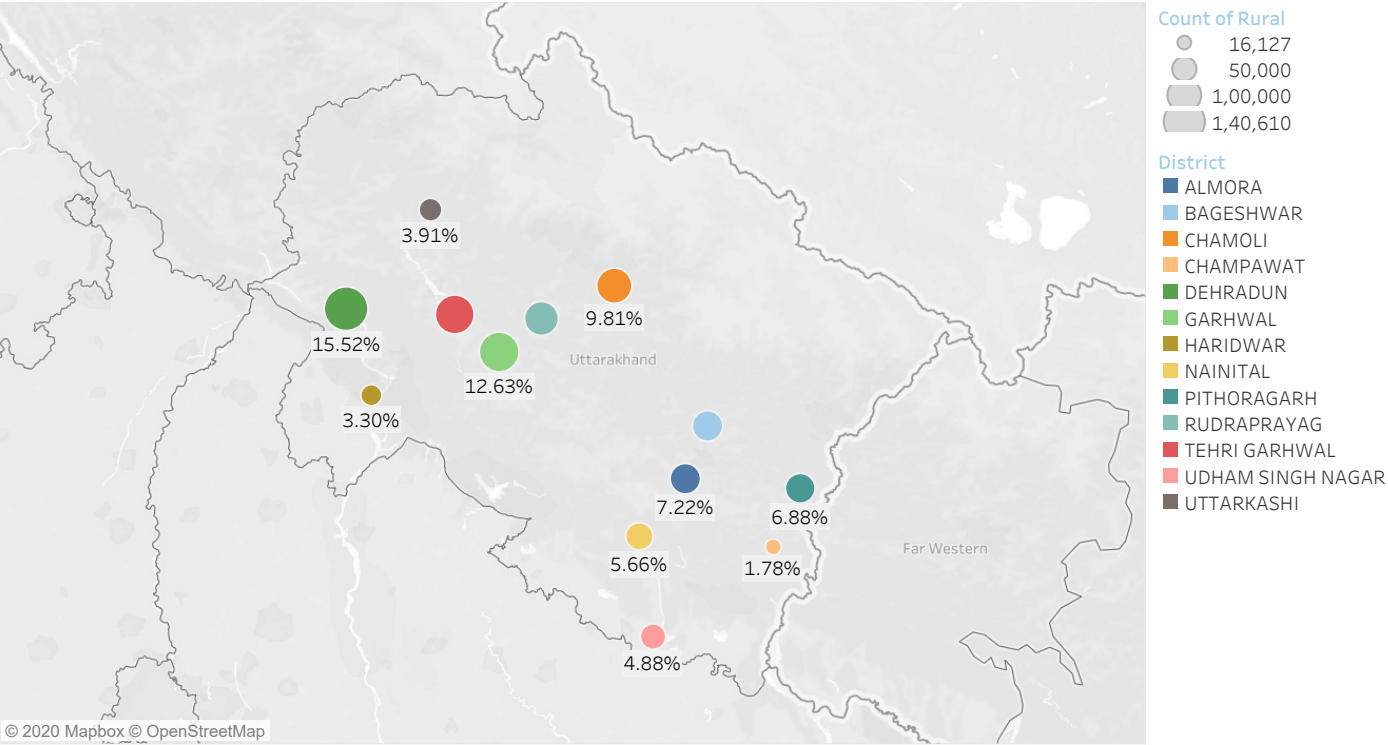 Count of Rural
16,127
50,000
1,00,000
1,40,610
District
ALMORA
BAGESHWAR
CHAMOLI
CHAMPAWAT
DEHRADUN
GARHWAL
HARIDWAR
NAINITAL
PITHORAGARH
RUDRAPRAYAG
TEHRI GARHWAL
UDHAM SINGH NAGAR
UTTARKASHI
3.91%
9.81%
15.52%
Uttarakhand
12.63%
3.30%
7.22%
6.88%
Far Western
5.66%
1.78%
4.88%
© 2020 Mapbox © OpenStreetMap